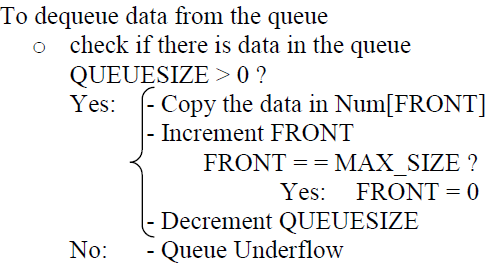 To dequeue data from the queue
o check if there is data in the queue
QUEUESIZE > 0 ?
Yes: - Copy the data in Num[FRONT]
- Increment FRONT
FRONT = = MAX_SIZE ?
Yes: FRONT = 0
- Decrement QUEUESIZE
No: - Queue Underflow